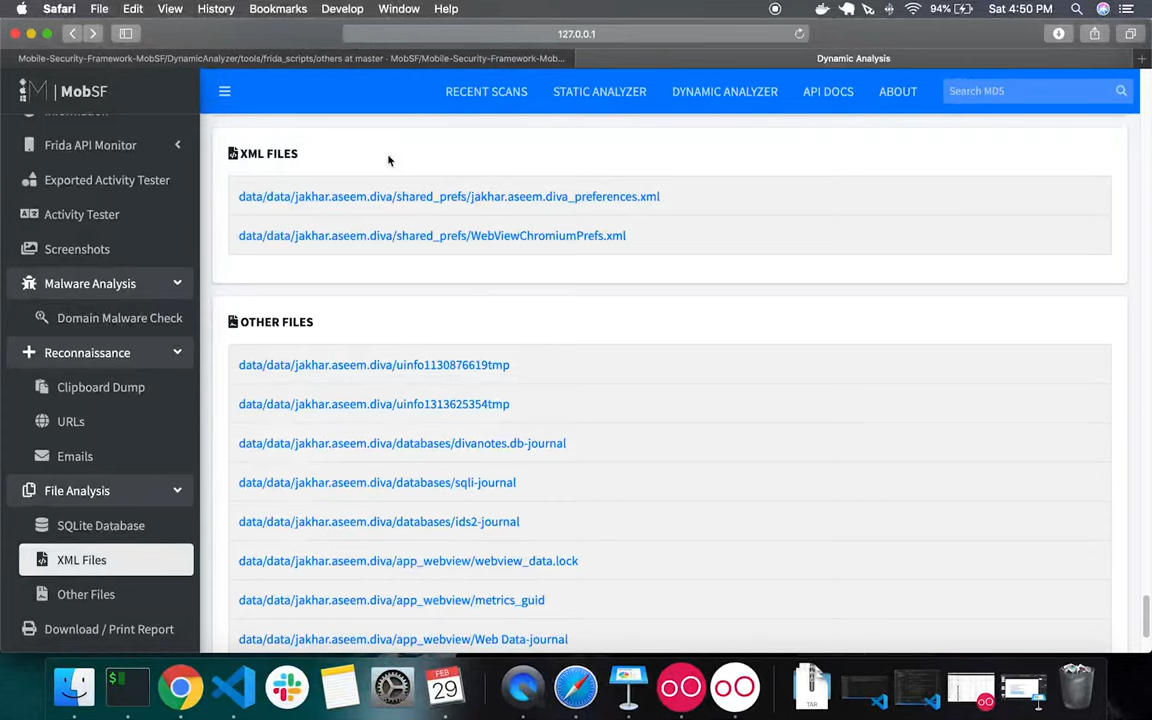 Safari File Edit View History Bookmarks Develop Window Help 94% Sat 4:50 PM
127.0.0.1
Mobile-Security-Framework-MobSF/DynamicAnalyzer/tools/frida_scripts/others at master · MobSF/Mobile-Security-Framework-Mob... Dynamic Analysis
MobSF
RECENT SCANS STATIC ANALYZER DYNAMIC ANALYZER API DOCS ABOUT Search MD5
Information
Frida API Monitor
Exported Activity Tester
Activity Tester
Screenshots
Malware Analysis
Domain Malware Check
Reconnaissance
Clipboard Dump
URLs
Emails
File Analysis
SQLite Database
XML Files
Other Files
Download / Print Report
XML FILES
data/data/jakhar.aseem.diva/shared_prefs/jakhar.aseem.diva_preferences.xml
data/data/jakhar.aseem.diva/shared_prefs/WebViewChromiumPrefs.xml
OTHER FILES
data/data/jakhar.aseem.diva/uinfo1130876619tmp
data/data/jakhar.aseem.diva/uinfo1313625354tmp
data/data/jakhar.aseem.diva/databases/divanotes.db-journal
data/data/jakhar.aseem.diva/databases/sqli-journal
data/data/jakhar.aseem.diva/databases/ids2-journal
data/data/jakhar.aseem.diva/app_webview/webview_data.lock
data/data/jakhar.aseem.diva/app_webview/metrics_guid
data/data/jakhar.aseem.diva/app_webview/Web Data-journal
$
FEB
29
TAR